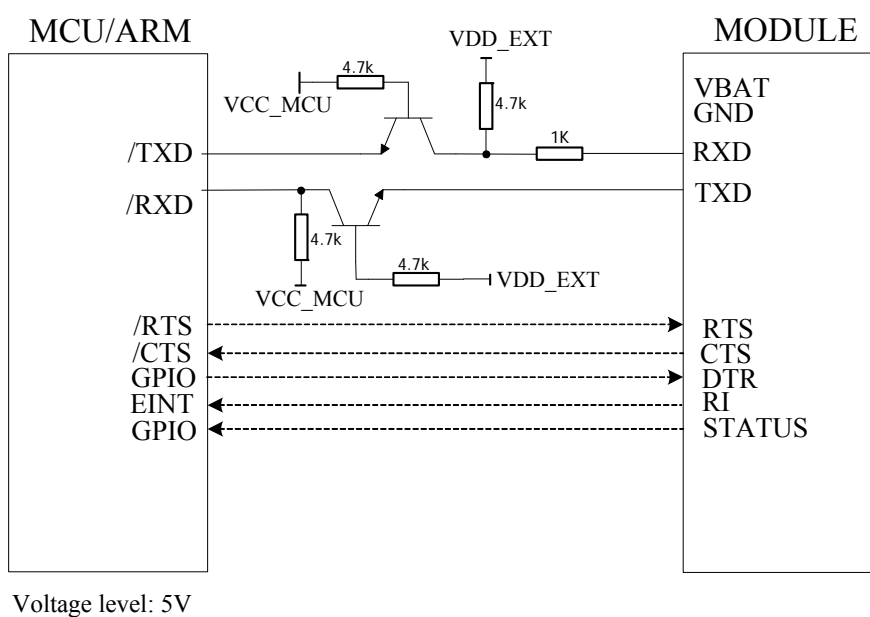 MCU/ARM
MODULE
VDD_EXT
4.7k
VCC_MCU
4.7k
VBAT
GND
1K
/TXD
RXD
/RXD
TXD
4.7k
4.7k
VDD_EXT
VCC_MCU
/RTS
RTS
/CTS
CTS
GPIO
DTR
EINT
RI
GPIO
STATUS
Voltage level: 5V